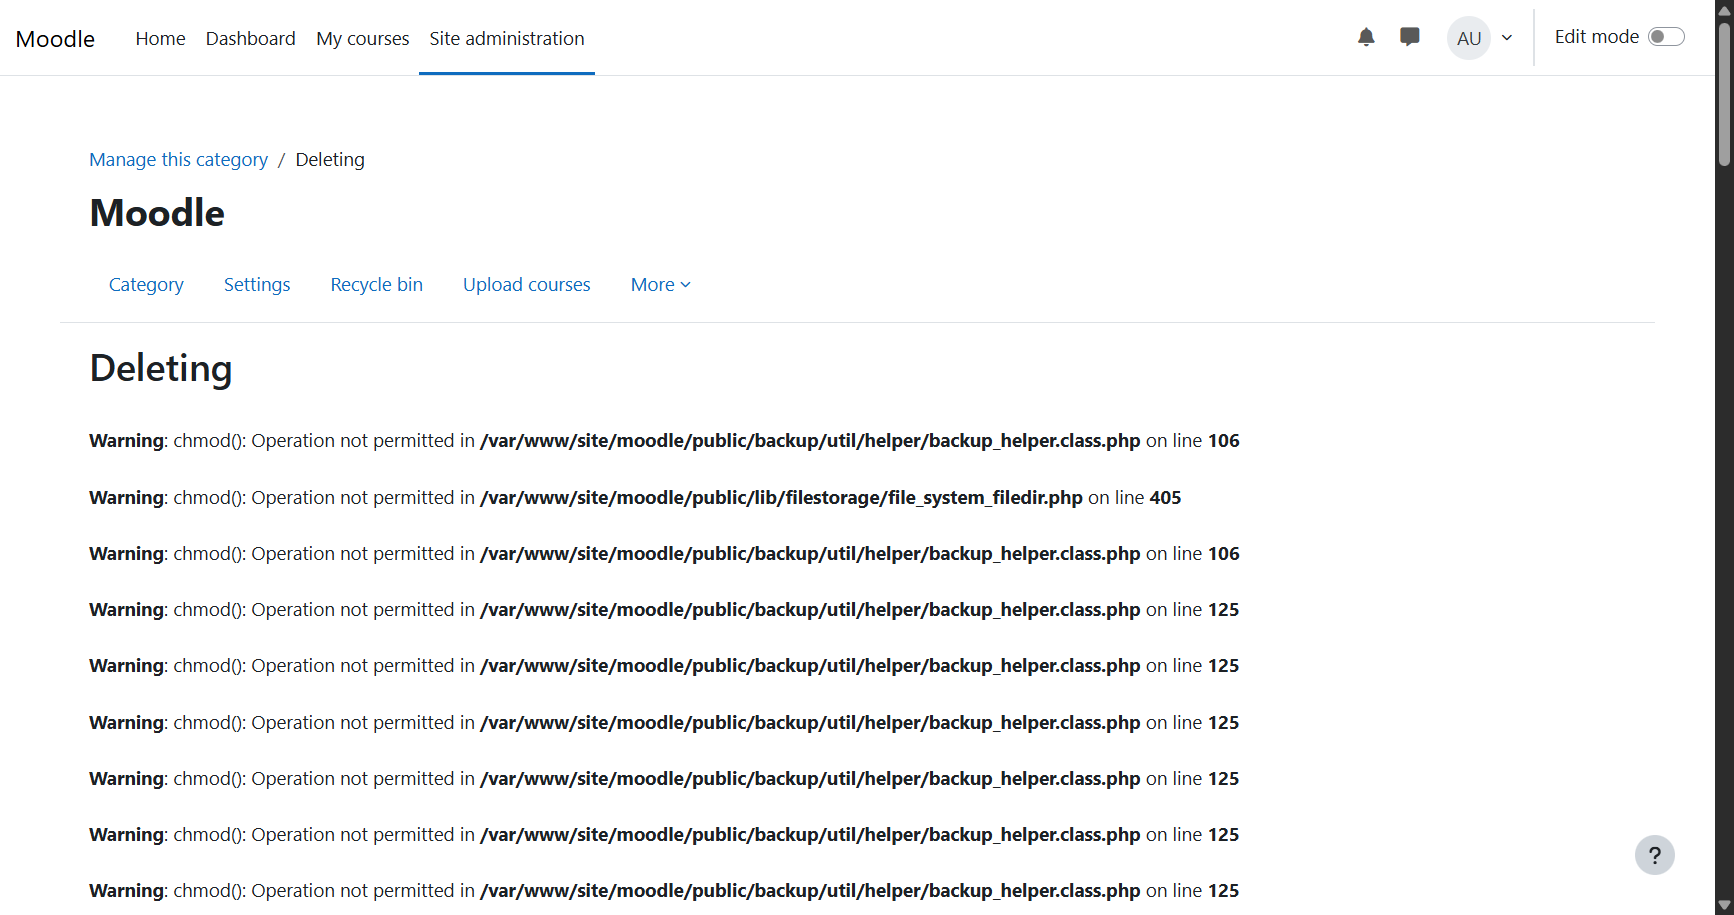 Moodle Home Dashboard My courses Site administration AU Edit mode
Manage this category / Deleting
Moodle
Category Settings Recycle bin Upload courses More
Deleting
Warning: chmod(): Operation not permitted in /var/www/site/moodle/public/backup/util/helper/backup_helper.class.php on line 106
Warning: chmod(): Operation not permitted in /var/www/site/moodle/public/lib/filestorage/file_system_filedir.php on line 405
Warning: chmod(): Operation not permitted in /var/www/site/moodle/public/backup/util/helper/backup_helper.class.php on line 106
Warning: chmod(): Operation not permitted in /var/www/site/moodle/public/backup/util/helper/backup_helper.class.php on line 125
Warning: chmod(): Operation not permitted in /var/www/site/moodle/public/backup/util/helper/backup_helper.class.php on line 125
Warning: chmod(): Operation not permitted in /var/www/site/moodle/public/backup/util/helper/backup_helper.class.php on line 125
Warning: chmod(): Operation not permitted in /var/www/site/moodle/public/backup/util/helper/backup_helper.class.php on line 125
Warning: chmod(): Operation not permitted in /var/www/site/moodle/public/backup/util/helper/backup_helper.class.php on line 125
Warning: chmod(): Operation not permitted in /var/www/site/moodle/public/backup/util/helper/backup_helper.class.php on line 125
?